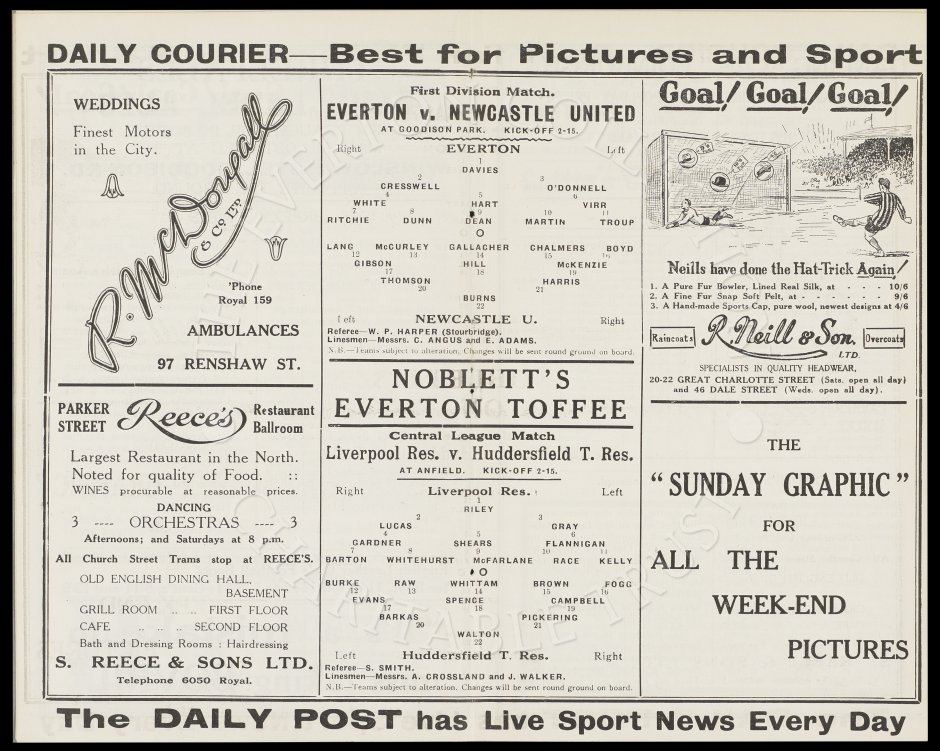 DAILY COURIER—Best for Pictures and Sport
WEDDINGS
Finest Motors
in the City.
R. McDougall
& Co LTD
'Phone
Royal 159
AMBULANCES
97 RENSHAW ST.
PARKER
STREET
Reece's
Restaurant
Ballroom
Largest Restaurant in the North.
Noted for quality of Food. ::
WINES procurable at reasonable prices.
DANCING
3 ---- ORCHESTRAS ---- 3
Afternoons; and Saturdays at 8 p.m.
All Church Street Trams stop at REECE'S.
OLD ENGLISH DINING HALL,
BASEMENT
GRILL ROOM .. .. FIRST FLOOR
CAFE .. .. .. SECOND FLOOR
Bath and Dressing Rooms : Hairdressing
S. REECE & SONS LTD.
Telephone 6050 Royal.
First Division Match.
EVERTON v. NEWCASTLE UNITED
AT GOODISON PARK. KICK-OFF 2-15.
Right EVERTON Left
1
DAVIES
2 3
CRESSWELL O'DONNELL
4 5 6
WHITE HART VIRR
7 8 9 10 11
RITCHIE DUNN DEAN MARTIN TROUP
O
LANG McCURLEY GALLAGHER CHALMERS BOYD
12 13 14 15 16
GIBSON HILL McKENZIE
17 18 19
THOMSON HARRIS
20 21
BURNS
22
Left NEWCASTLE U. Right
Referee—W. P. HARPER (Stourbridge).
Linesmen—Messrs. C. ANGUS and E. ADAMS.
N.B.—Teams subject to alteration. Changes will be sent round ground on board.
NOBLETT'S
EVERTON TOFFEE
Central League Match
Liverpool Res. v. Huddersfield T. Res.
AT ANFIELD. KICK-OFF 2-15.
Right Liverpool Res. Left
1
RILEY
2 3
LUCAS GRAY
4 5 6
GARDNER SHEARS FLANNIGAN
7 8 9 10 11
BARTON WHITEHURST McFARLANE RACE KELLY
O
BURKE RAW WHITTAM BROWN FOGG
12 13 14 15 16
EVANS SPENCE CAMPBELL
17 18 19
BARKAS PICKERING
20 21
WALTON
22
Left Huddersfield T. Res. Right
Referee—S. SMITH.
Linesmen—Messrs. A. CROSSLAND and J. WALKER.
N.B.—Teams subject to alteration. Changes will be sent round ground on board.
Goal! Goal! Goal!
Neills have done the Hat-Trick Again!
1. A Pure Fur Bowler, Lined Real Silk, at - - - 10/6
2. A Fine Fur Snap Soft Pelt, at - - - - - 9/6
3. A Hand-made Sports Cap, pure wool, newest designs at 4/6
Raincoats
R. Neill & Son,
LTD.
Overcoats
SPECIALISTS IN QUALITY HEADWEAR,
20-22 GREAT CHARLOTTE STREET (Sats. open all day)
and 46 DALE STREET (Weds. open all day).
THE
"SUNDAY GRAPHIC"
FOR
ALL THE
WEEK-END
PICTURES
The DAILY POST has Live Sport News Every Day